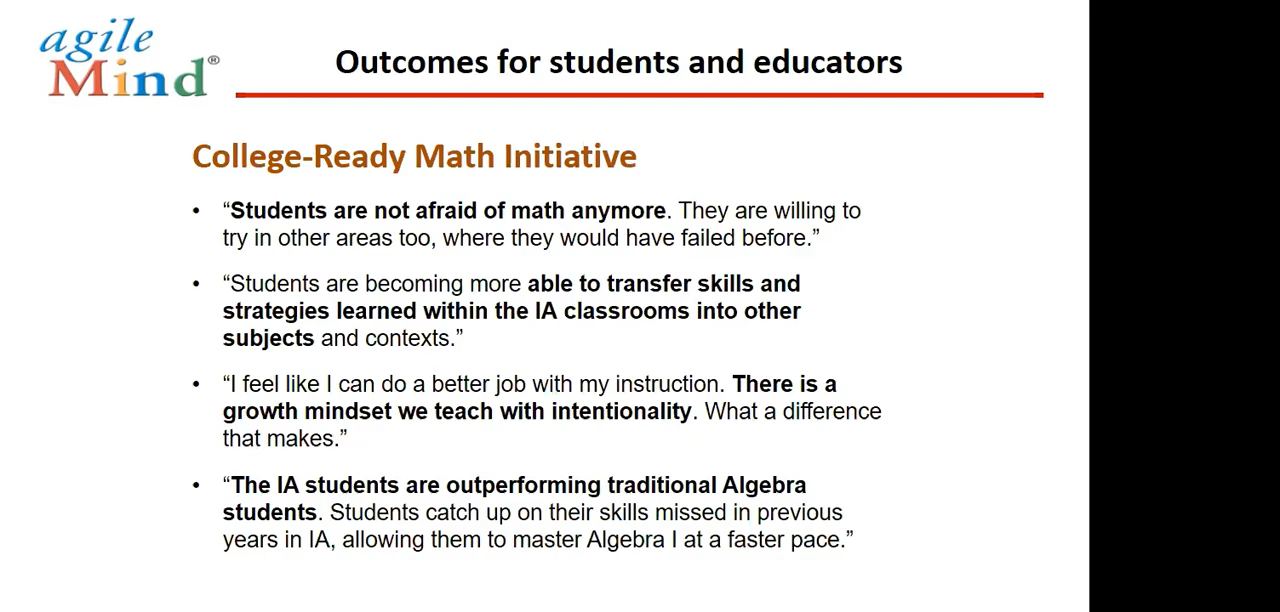 agile
Mind®
Outcomes for students and educators
College-Ready Math Initiative
• “Students are not afraid of math anymore. They are willing to
try in other areas too, where they would have failed before.”
• “Students are becoming more able to transfer skills and
strategies learned within the IA classrooms into other
subjects and contexts.”
• “I feel like I can do a better job with my instruction. There is a
growth mindset we teach with intentionality. What a difference
that makes.”
• “The IA students are outperforming traditional Algebra
students. Students catch up on their skills missed in previous
years in IA, allowing them to master Algebra I at a faster pace.”